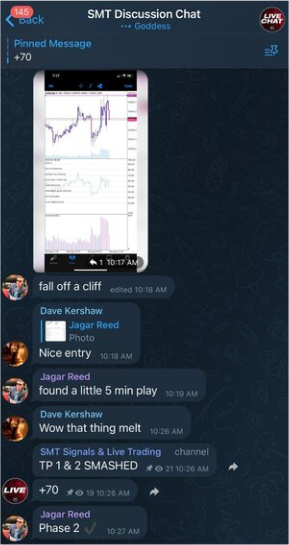 145
Back
SMT Discussion Chat
Goddess
LIVE
CHAT
Pinned Message
+70
7:17
1 10:17 AM
fall off a cliff edited 10:18 AM
Dave Kershaw
Jagar Reed
Photo
Nice entry 10:18 AM
Jagar Reed
found a little 5 min play 10:19 AM
Dave Kershaw
Wow that thing melt 10:26 AM
SMT Signals & Live Trading channel
TP 1 & 2 SMASHED 21 10:26 AM
LIVE
+70 19 10:26 AM
Jagar Reed
Phase 2 ✔ 10:27 AM